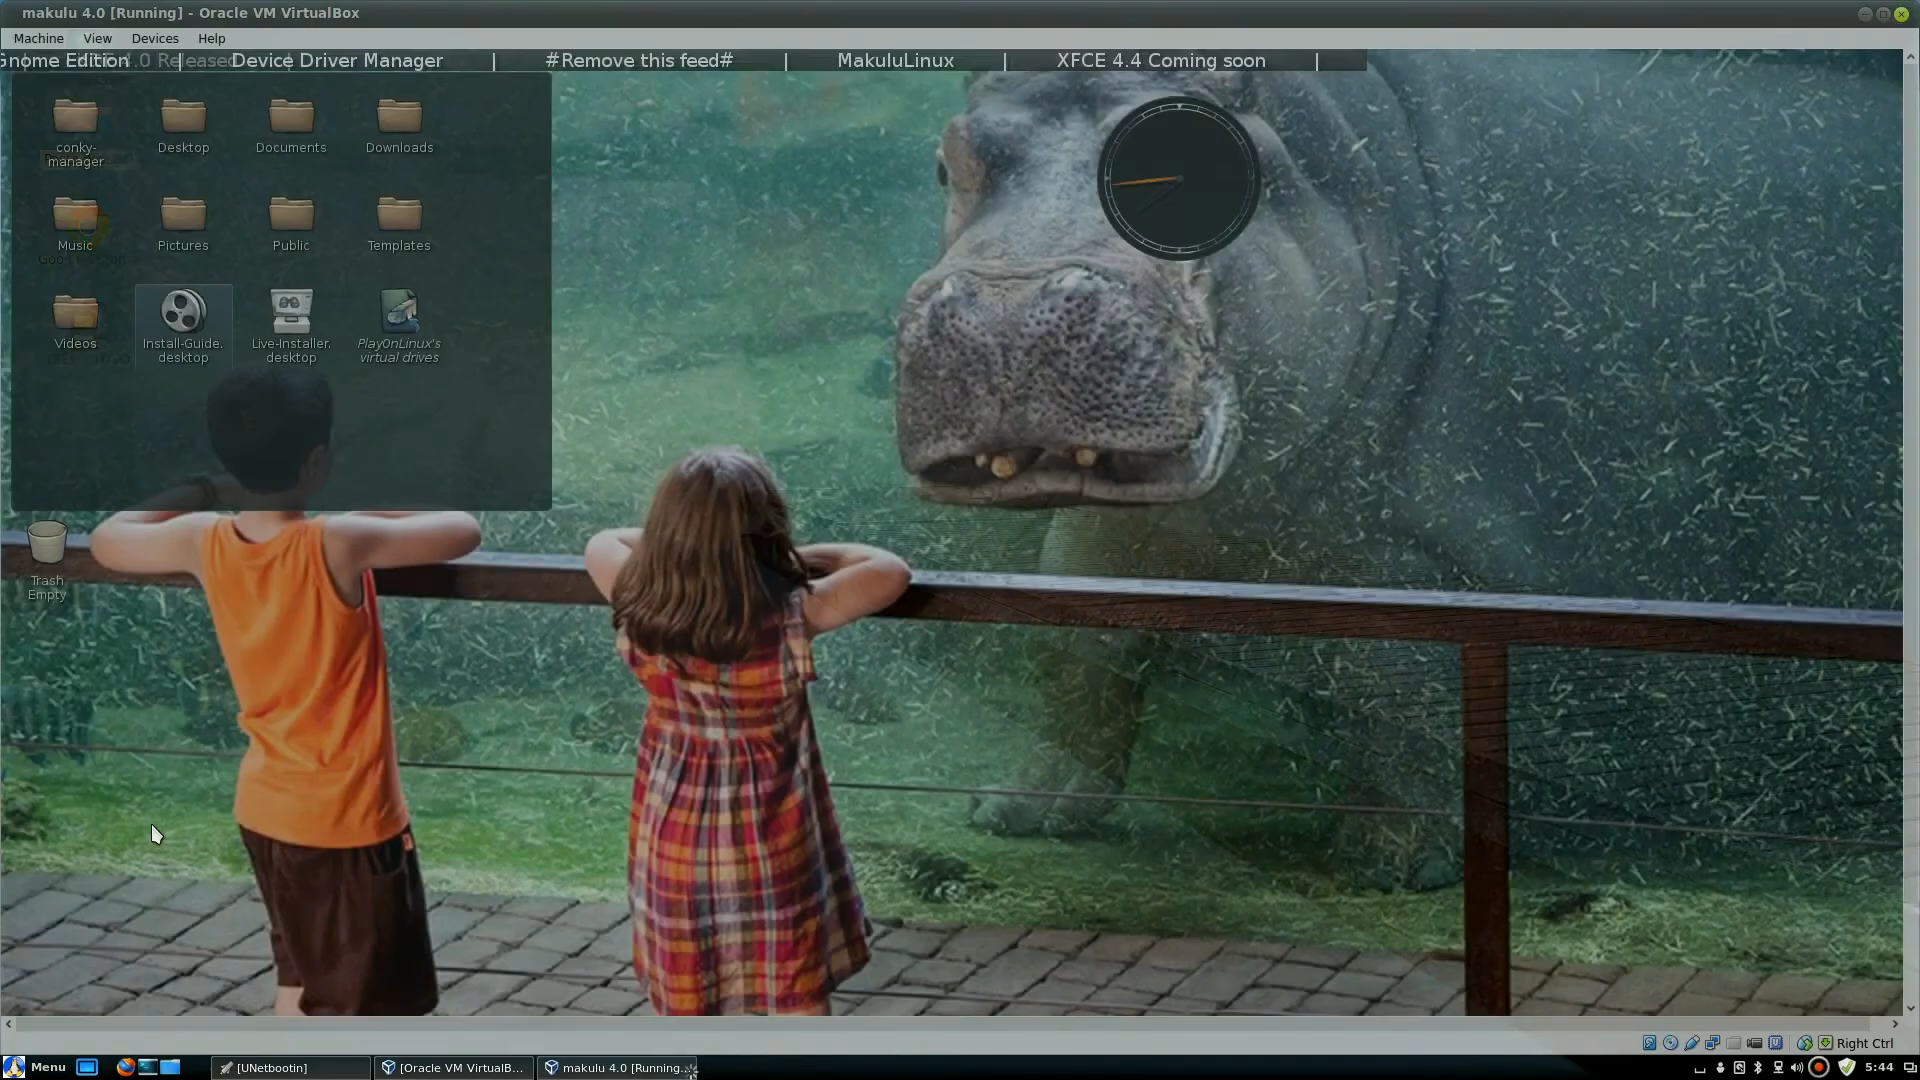 makulu 4.0 [Running] - Oracle VM VirtualBox
Machine View Devices Help
Gnome Edition 4.0 Released | Device Driver Manager | #Remove this feed# | MakuluLinux | XFCE 4.4 Coming soon |
conky-
manager
Desktop
Documents
Downloads
Music
Pictures
Public
Templates
Videos
Install-Guide.
desktop
Live-Installer.
desktop
PlayOnLinux's
virtual drives
Trash
Empty
Right Ctrl
Menu
[UNetbootin]
[Oracle VM VirtualB...
makulu 4.0 [Running...
5:44